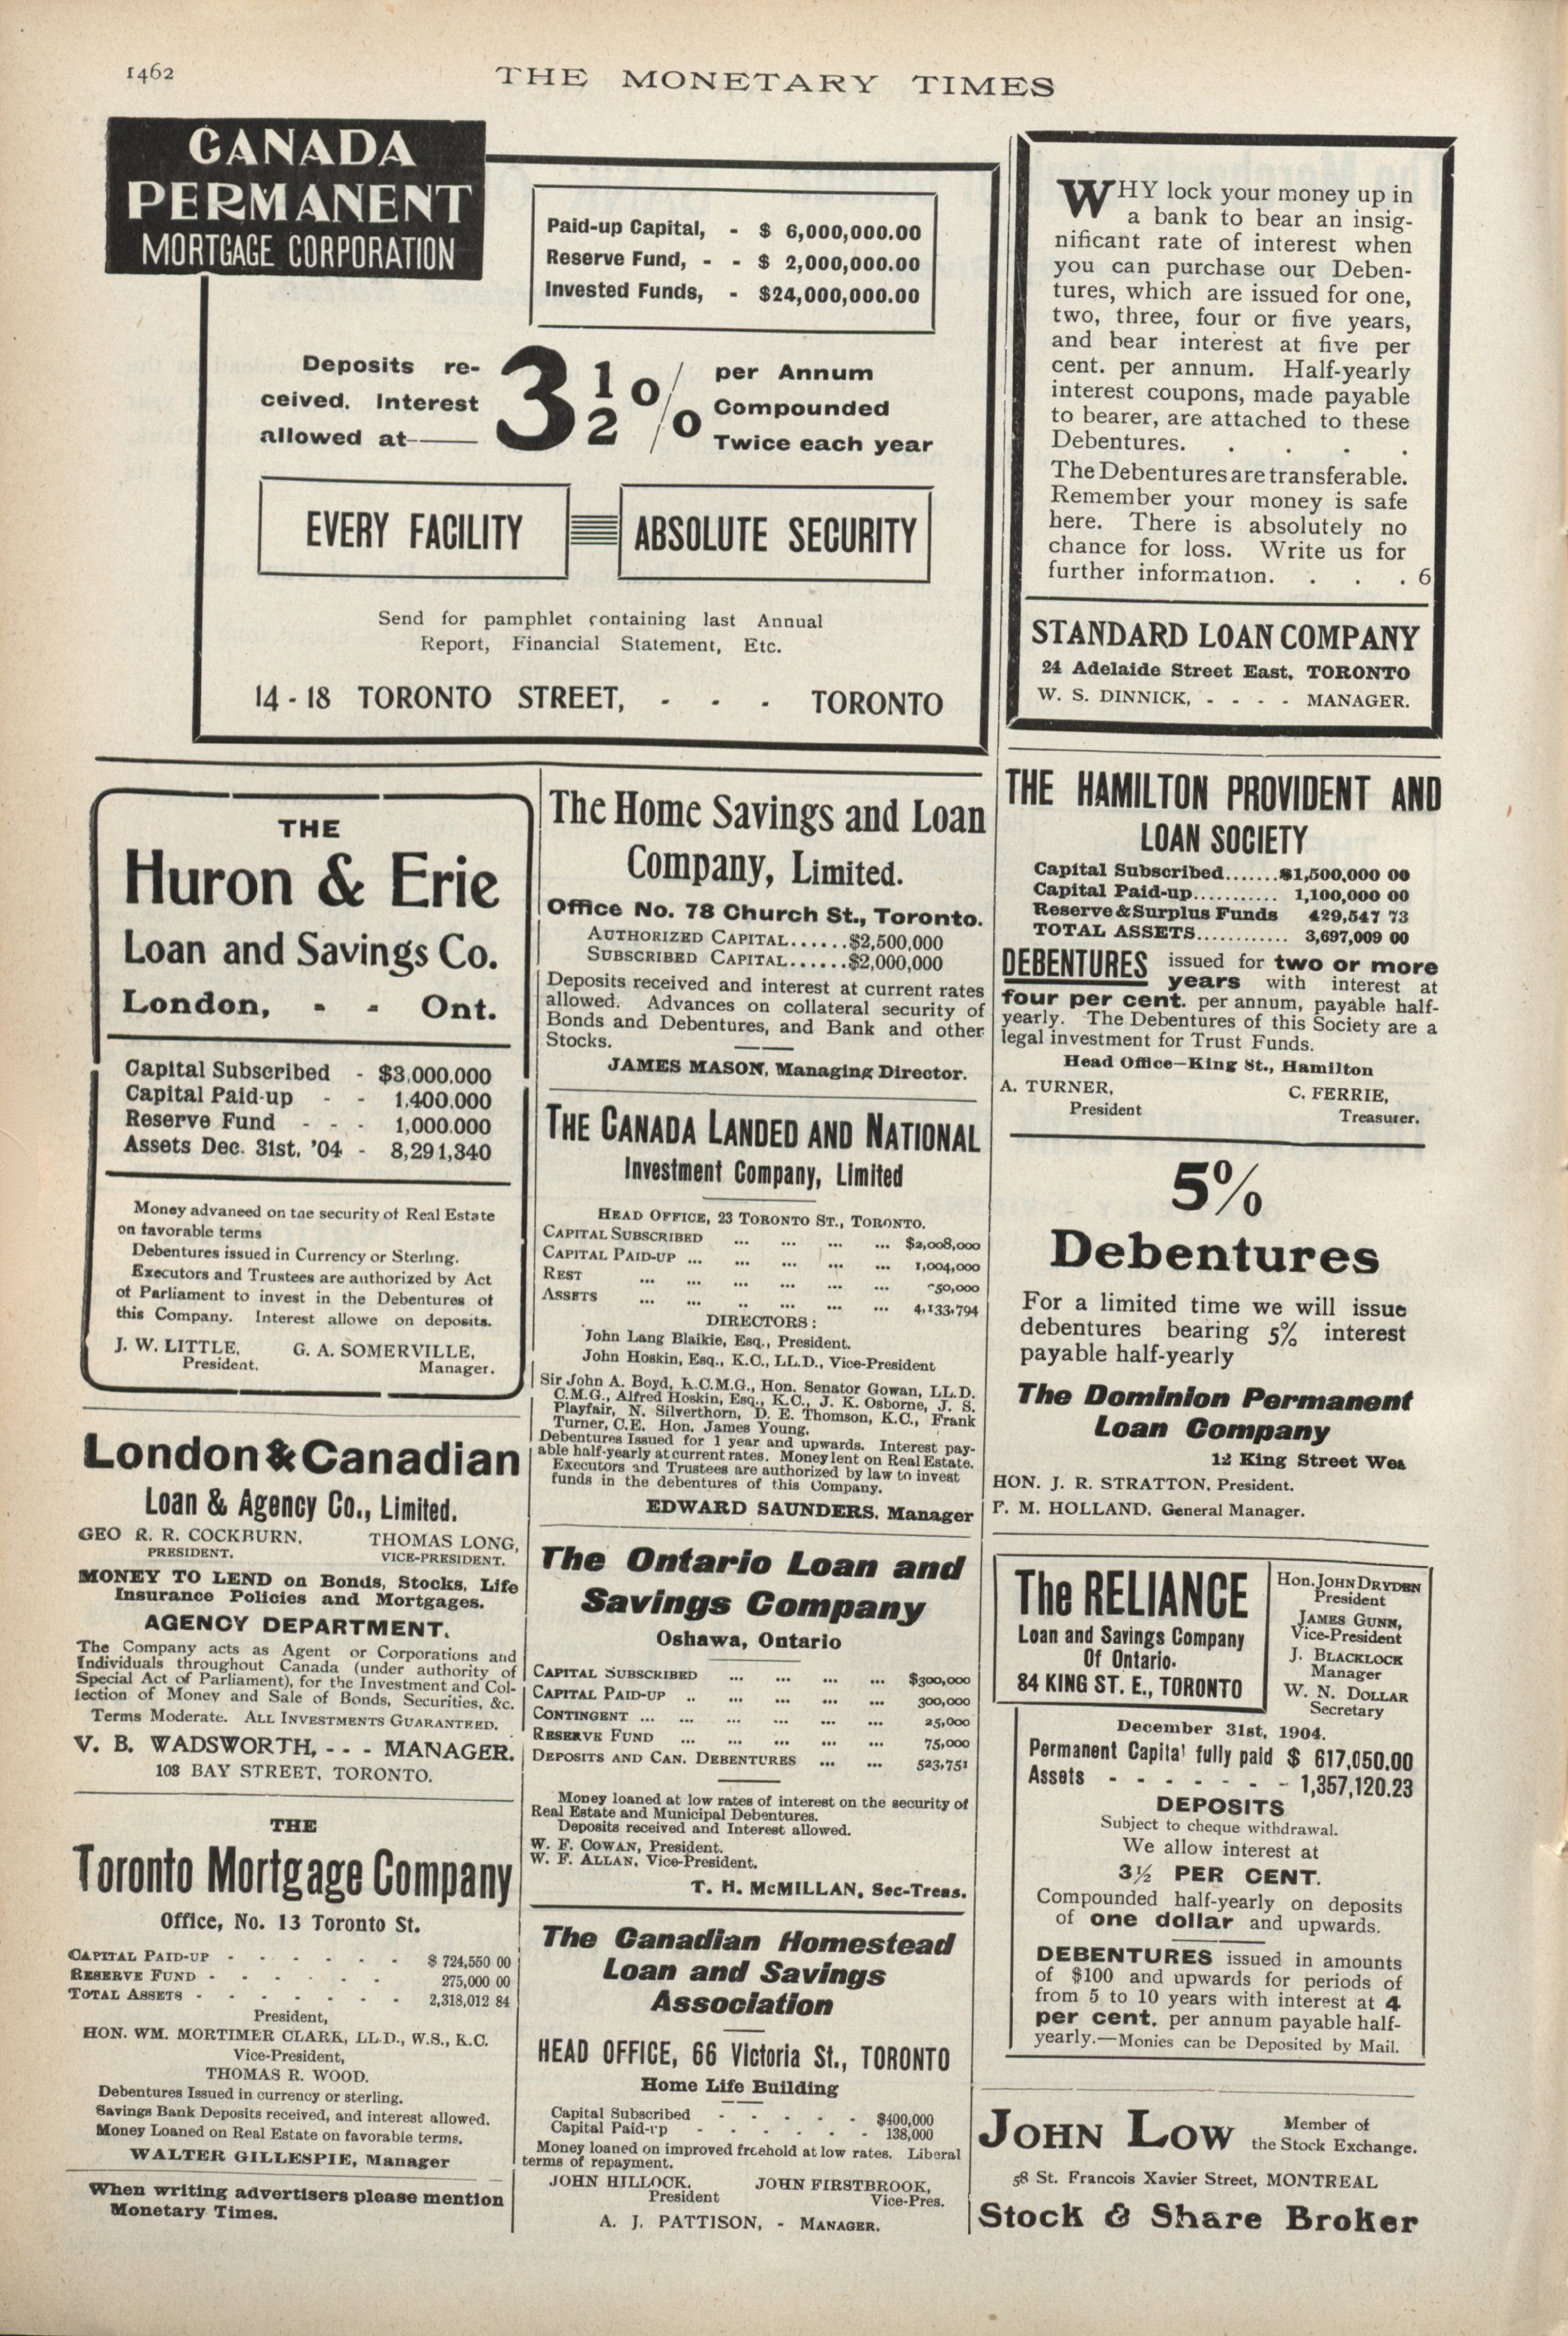 1462
THE MONETARY TIMES
CANADA
PERMANENT
MORTGAGE CORPORATION
Paid-up Capital, - $ 6,000,000.00
Reserve Fund, - - $ 2,000,000.00
Invested Funds, - $24,000,000.00
Deposits re-
ceived. Interest
allowed at——
3½%
per Annum
Compounded
Twice each year
EVERY FACILITY
ABSOLUTE SECURITY
Send for pamphlet containing last Annual
Report, Financial Statement, Etc.
14-18 TORONTO STREET, - - - TORONTO
WHY lock your money up in
a bank to bear an insig-
nificant rate of interest when
you can purchase our Deben-
tures, which are issued for one,
two, three, four or five years,
and bear interest at five per
cent. per annum. Half-yearly
interest coupons, made payable
to bearer, are attached to these
Debentures. . . . .
The Debentures are transferable.
Remember your money is safe
here. There is absolutely no
chance for loss. Write us for
further information. . . . 6
STANDARD LOAN COMPANY
24 Adelaide Street East, TORONTO
W. S. DINNICK, - - - - MANAGER.
THE
Huron & Erie
Loan and Savings Co.
London, - - Ont.
Capital Subscribed - $3,000,000
Capital Paid-up - - 1,400,000
Reserve Fund - - - 1,000,000
Assets Dec. 31st, '04 - 8,291,340
Money advaneed on the security of Real Estate
on favorable terms
Debentures issued in Currency or Sterling.
Executors and Trustees are authorized by Act
of Parliament to invest in the Debentures of
this Company. Interest allowe on deposits.
J. W. LITTLE, G. A. SOMERVILLE,
President. Manager.
London & Canadian
Loan & Agency Co., Limited.
GEO R. R. COCKBURN, THOMAS LONG,
PRESIDENT. VICE-PRESIDENT.
MONEY TO LEND on Bonds, Stocks, Life
Insurance Policies and Mortgages.
AGENCY DEPARTMENT.
The Company acts as Agent or Corporations and
Individuals throughout Canada (under authority of
Special Act of Parliament), for the Investment and Col-
lection of Money and Sale of Bonds, Securities, &c.
Terms Moderate. ALL INVESTMENTS GUARANTEED.
V. B. WADSWORTH, - - - MANAGER.
103 BAY STREET, TORONTO.
THE
Toronto Mortgage Company
Office, No. 13 Toronto St.
CAPITAL PAID-UP - - - - - - $ 724,550 00
RESERVE FUND - - - - - - 275,000 00
TOTAL ASSETS - - - - - - 2,318,012 84
President,
HON. WM. MORTIMER CLARK, LL.D., W.S., K.C.
Vice-President,
THOMAS R. WOOD.
Debentures Issued in currency or sterling.
Savings Bank Deposits received, and interest allowed.
Money Loaned on Real Estate on favorable terms.
WALTER GILLESPIE, Manager
When writing advertisers please mention
Monetary Times.
The Home Savings and Loan
Company, Limited.
Office No. 78 Church St., Toronto.
AUTHORIZED CAPITAL......$2,500,000
SUBSCRIBED CAPITAL......$2,000,000
Deposits received and interest at current rates
allowed. Advances on collateral security of
Bonds and Debentures, and Bank and other
Stocks.
JAMES MASON, Managing Director.
THE CANADA LANDED AND NATIONAL
Investment Company, Limited
HEAD OFFICE, 23 TORONTO ST., TORONTO.
CAPITAL SUBSCRIBED ... ... ... ... $2,008,000
CAPITAL PAID-UP ... ... ... ... ... 1,004,000
REST ... ... ... ... ... 50,000
ASSETS ... ... .. ... ... ... 4,133,794
DIRECTORS:
John Lang Blaikie, Esq., President.
John Hoskin, Esq., K.C., LL.D., Vice-President
Sir John A. Boyd, K.C.M.G., Hon. Senator Gowan, LL.D.
C.M.G., Alfred Hoskin, Esq., K.C., J. K. Osborne, J. S.
Playfair, N. Silverthorn, D. E. Thomson, K.C., Frank
Turner, C.E. Hon. James Young.
Debentures Issued for 1 year and upwards. Interest pay-
able half-yearly at current rates. Money lent on Real Estate.
Executors and Trustees are authorized by law to invest
funds in the debentures of this Company.
EDWARD SAUNDERS, Manager
The Ontario Loan and
Savings Company
Oshawa, Ontario
CAPITAL SUBSCRIBED ... ... ... ... $300,000
CAPITAL PAID-UP .. ... ... ... ... 300,000
CONTINGENT ... ... ... ... ... 25,000
RESERVE FUND ... ... ... ... ... 75,000
DEPOSITS AND CAN. DEBENTURES ... ... 523,751
Money loaned at low rates of interest on the security of
Real Estate and Municipal Debentures.
Deposits received and Interest allowed.
W. F. COWAN, President.
W. F. ALLAN, Vice-President.
T. H. McMILLAN, Sec-Treas.
The Canadian Homestead
Loan and Savings
Association
HEAD OFFICE, 66 Victoria St., TORONTO
Home Life Building
Capital Subscribed - - - - - $400,000
Capital Paid-up - - - - - - 138,000
Money loaned on improved freehold at low rates. Liberal
terms of repayment.
JOHN HILLOCK, JOHN FIRSTBROOK,
President Vice-Pres.
A. J. PATTISON, - MANAGER.
THE HAMILTON PROVIDENT AND
LOAN SOCIETY
Capital Subscribed.......$1,500,000 00
Capital Paid-up........... 1,100,000 00
Reserve & Surplus Funds 429,547 73
TOTAL ASSETS............ 3,697,009 00
DEBENTURES issued for two or more
years with interest at
four per cent. per annum, payable half-
yearly. The Debentures of this Society are a
legal investment for Trust Funds.
Head Office—King St., Hamilton
A. TURNER, C. FERRIE,
President Treasurer.
5%
Debentures
For a limited time we will issue
debentures bearing 5% interest
payable half-yearly
The Dominion Permanent
Loan Company
12 King Street Wes
HON. J. R. STRATTON, President.
F. M. HOLLAND, General Manager.
The RELIANCE
Loan and Savings Company
Of Ontario.
84 KING ST. E., TORONTO
Hon. JOHN DRYDEN
President
JAMES GUNN,
Vice-President
J. BLACKLOCK
Manager
W. N. DOLLAR
Secretary
December 31st, 1904.
Permanent Capital fully paid $ 617,050.00
Assets - - - - - - - 1,357,120.23
DEPOSITS
Subject to cheque withdrawal.
We allow interest at
3½ PER CENT.
Compounded half-yearly on deposits
of one dollar and upwards.
DEBENTURES issued in amounts
of $100 and upwards for periods of
from 5 to 10 years with interest at 4
per cent. per annum payable half-
yearly.—Monies can be Deposited by Mail.
JOHN LOW
Member of
the Stock Exchange.
58 St. Francois Xavier Street, MONTREAL
Stock & Share Broker